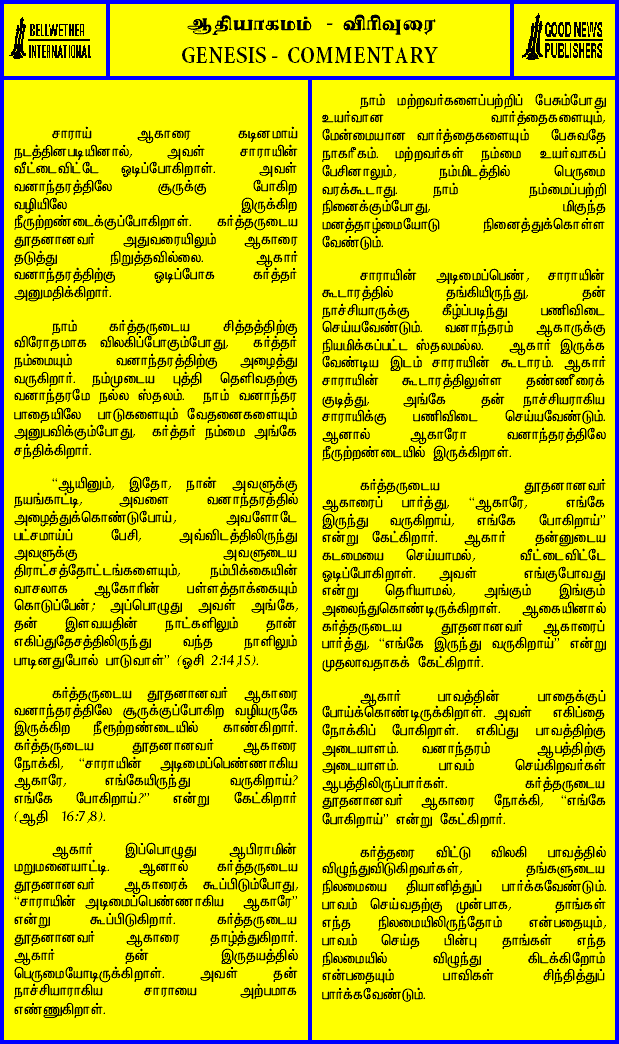 BELLWETHER
INTERNATIONAL
ஆதியாகமம் - விரிவுரை
GENESIS - COMMENTARY
GOOD NEWS
PUBLISHERS
சாராய் ஆகாரை கடினமாய்
நடத்தினபடியினால், அவள் சாராயின்
வீட்டைவிட்டே ஓடிப்போகிறாள். அவள்
வனாந்தரத்திலே சூருக்கு போகிற
வழியிலே இருக்கிற
நீருற்றண்டைக்குப்போகிறாள். கர்த்தருடைய
தூதனானவர் அதுவரையிலும் ஆகாரை
தடுத்து நிறுத்தவில்லை. ஆகார்
வனாந்தரத்திற்கு ஓடிப்போக கர்த்தர்
அனுமதிக்கிறார்.
நாம் கர்த்தருடைய சித்தத்திற்கு
விரோதமாக விலகிப்போகும்போது, கர்த்தர்
நம்மையும் வனாந்தரத்திற்கு அழைத்து
வருகிறார். நம்முடைய புத்தி தெளிவதற்கு
வனாந்தரமே நல்ல ஸ்தலம். நாம் வனாந்தர
பாதையிலே பாடுகளையும் வேதனைகளையும்
அனுபவிக்கும்போது, கர்த்தர் நம்மை அங்கே
சந்திக்கிறார்.
“ஆயினும், இதோ, நான் அவளுக்கு
நயங்காட்டி, அவளை வனாந்தரத்தில்
அழைத்துக்கொண்டுபோய், அவளோடே
பட்சமாய்ப் பேசி, அவ்விடத்திலிருந்து
அவளுக்கு அவளுடைய
திராட்சத்தோட்டங்களையும், நம்பிக்கையின்
வாசலாக ஆகோரின் பள்ளத்தாக்கையும்
கொடுப்பேன்; அப்பொழுது அவள் அங்கே,
தன் இளவயதின் நாட்களிலும் தான்
எகிப்துதேசத்திலிருந்து வந்த நாளிலும்
பாடினதுபோல் பாடுவாள்” (ஓசி 2:14,15).
கர்த்தருடைய தூதனானவர் ஆகாரை
வனாந்தரத்திலே சூருக்குப்போகிற வழியருகே
இருக்கிற நீரூற்றண்டையில் காண்கிறார்.
கர்த்தருடைய தூதனானவர் ஆகாரை
நோக்கி, “சாராயின் அடிமைப்பெண்ணாகிய
ஆகாரே, எங்கேயிருந்து வருகிறாய்?
எங்கே போகிறாய்?” என்று கேட்கிறார்
(ஆதி 16:7,8).
ஆகார் இப்பொழுது ஆபிராமின்
மறுமனையாட்டி. ஆனால் கர்த்தருடைய
தூதனானவர் ஆகாரைக் கூப்பிடும்போது,
“சாராயின் அடிமைப்பெண்ணாகிய ஆகாரே”
என்று கூப்பிடுகிறார். கர்த்தருடைய
தூதனானவர் ஆகாரை தாழ்த்துகிறார்.
ஆகார் தன் இருதயத்தில்
பெருமையோடிருக்கிறாள். அவள் தன்
நாச்சியாராகிய சாராயை அற்பமாக
எண்ணுகிறாள்.
நாம் மற்றவர்களைப்பற்றிப் பேசும்போது
உயர்வான வார்த்தைகளையும்,
மேன்மையான வார்த்தைகளையும் பேசுவதே
நாகரீகம். மற்றவர்கள் நம்மை உயர்வாகப்
பேசினாலும், நம்மிடத்தில் பெருமை
வரக்கூடாது. நாம் நம்மைப்பற்றி
நினைக்கும்போது, மிகுந்த
மனத்தாழ்மையோடு நினைத்துக்கொள்ள
வேண்டும்.
சாராயின் அடிமைப்பெண், சாராயின்
கூடாரத்தில் தங்கியிருந்து, தன்
நாச்சியாருக்கு கீழ்ப்படிந்து பணிவிடை
செய்யவேண்டும். வனாந்தரம் ஆகாருக்கு
நியமிக்கப்பட்ட ஸ்தலமல்ல. ஆகார் இருக்க
வேண்டிய இடம் சாராயின் கூடாரம். ஆகார்
சாராயின் கூடாரத்திலுள்ள தண்ணீரைக்
குடித்து, அங்கே தன் நாச்சியராகிய
சாராயிக்கு பணிவிடை செய்யவேண்டும்.
ஆனால் ஆகாரோ வனாந்தரத்திலே
நீருற்றண்டையில் இருக்கிறாள்.
கர்த்தருடைய தூதனானவர்
ஆகாரைப் பார்த்து, “ஆகாரே, எங்கே
இருந்து வருகிறாய், எங்கே போகிறாய்”
என்று கேட்கிறார். ஆகார் தன்னுடைய
கடமையை செய்யாமல், வீட்டைவிட்டே
ஓடிப்போகிறாள். அவள் எங்குபோவது
என்று தெரியாமல், அங்கும் இங்கும்
அலைந்துகொண்டிருக்கிறாள். ஆகையினால்
கர்த்தருடைய தூதனானவர் ஆகாரைப்
பார்த்து, “எங்கே இருந்து வருகிறாய்” என்று
முதலாவதாகக் கேட்கிறார்.
ஆகார் பாவத்தின் பாதைக்குப்
போய்க்கொண்டிருக்கிறாள். அவள் எகிப்தை
நோக்கிப் போகிறாள். எகிப்து பாவத்திற்கு
அடையாளம். வனாந்தரம் ஆபத்திற்கு
அடையாளம். பாவம் செய்கிறவர்கள்
ஆபத்திலிருப்பார்கள். கர்த்தருடைய
தூதனானவர் ஆகாரை நோக்கி, “எங்கே
போகிறாய்” என்று கேட்கிறார்.
கர்த்தரை விட்டு விலகி பாவத்தில்
விழுந்துவிடுகிறவர்கள், தங்களுடைய
நிலமையை தியானித்துப் பார்க்கவேண்டும்.
பாவம் செய்வதற்கு முன்பாக, தாங்கள்
எந்த நிலமையிலிருந்தோம் என்பதையும்,
பாவம் செய்த பின்பு தாங்கள் எந்த
நிலமையில் விழுந்து கிடக்கிறோம்
என்பதையும் பாவிகள் சிந்தித்துப்
பார்க்கவேண்டும்.